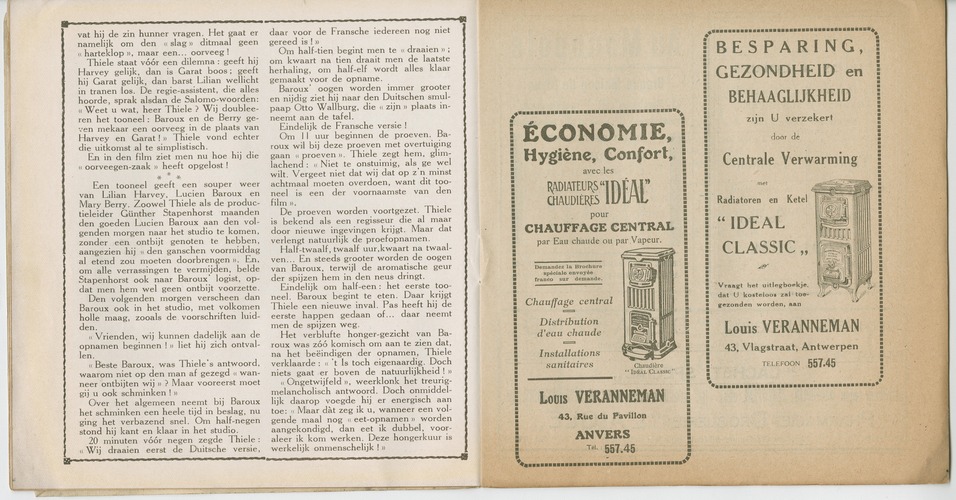 vat hij de zin hunner vragen. Het gaat er
namelijk om den « slag » ditmaal geen
« harteklop », maar een... oorveeg !
Thiele staat vóór een dilemma : geeft hij
Harvey gelijk, dan is Garat boos ; geeft
hij Garat gelijk, dan barst Lilian wellicht
in tranen los. De regie-assistent, die alles
hoorde, sprak alsdan de Salomo-woorden:
« Weet u wat, heer Thiele ? Wij doublee-
ren het tooneel : Baroux en de Berry ge-
ven mekaar een oorveeg in de plaats van
Harvey en Garat ! » Thiele vond echter
die uitkomst al te simplistisch.
En in den film ziet men nu hoe hij die
« oorveegen-zaak » heeft opgelost !
* * *
Een tooneel geeft een souper weer
van Lilian Harvey, Lucien Baroux en
Mary Berry. Zoowel Thiele als de produc-
tieleider Günther Stapenhorst maanden
den goeden Lucien Baroux aan den vol-
genden morgen naar het studio te komen,
zonder een ontbijt genoten te hebben,
aangezien hij « den ganschen voormiddag
al etend zou moeten doorbrengen ». En,
om alle verrassingen te vermijden, belde
Stapenhorst ook naar Baroux' logist, op-
dat men hem wel geen ontbijt voorzette.
Den volgenden morgen verscheen dan
Baroux ook in het studio, met volkomen
holle maag, zooals de voorschriften luid-
den.
« Vrienden, wij kunnen dadelijk aan de
opnamen beginnen ! » liet hij zich ontval-
len.
« Beste Baroux, was Thiele's antwoord,
waarom niet op den man af gezegd « wan-
neer ontbijten wij » ? Maar vooreerst moet
gij u ook schminken ! »
Over het algemeen neemt bij Baroux
het schminken een heele tijd in beslag, nu
ging het verbazend snel. Om half-negen
stond hij kant en klaar in het studio.
20 minuten vóór negen zegde Thiele :
« Wij draaien eerst de Duitsche versie,
daar voor de Fransche iedereen nog niet
gereed is ! »
Om half-tien begint men te « draaien » ;
om kwaart na tien draait men de laatste
herhaling, om half-elf wordt alles klaar
gemaakt voor de opname.
Baroux' oogen worden immer grooter
en nijdig ziet hij naar den Duitschen smul-
paap Otto Wallburg, die « zijn » plaats in-
neemt aan de tafel.
Eindelijk de Fransche versie !
Om 11 uur beginnen de proeven. Ba-
roux wil bij deze proeven met overtuiging
gaan « proeven ». Thiele zegt hem, glim-
lachend : « Niet te onstuimig, als ge wel
wilt. Vergeet niet dat wij dat op z'n minst
achtmaal moeten overdoen, want dit too-
neel is een der voornaamste van den
film ».
De proeven worden voortgezet. Thiele
is bekend als een regisseur die al maar
door nieuwe ingevingen krijgt. Maar dat
verlengt natuurlijk de proefopnamen.
Half-twaalf, twaalf uur, kwaart na twaal-
ven... En steeds grooter worden de oogen
van Baroux, terwijl de aromatische geur
der spijzen hem in den neus dringt.
Eindelijk om half-een : het eerste too-
neel. Baroux begint te eten. Daar krijgt
Thiele een nieuwe inval. Pas heeft hij de
eerste happen gedaan of... daar neemt
men de spijzen weg.
Het verblufte honger-gezicht van Ba-
roux was zóó komisch om aan te zien dat,
na het beëindigen der opnamen, Thiele
verklaarde : « 't Is toch eigenaardig. Doch
niets gaat er boven de natuurlijkheid ! »
« Ongetwijfeld », weerklonk het treurig-
melancholisch antwoord. Doch onmiddel-
lijk daarop voegde hij er energisch aan
toe: « Maar dàt zeg ik u, wanneer een vol-
gende maal nog « eet-opnamen » worden
aangekondigd, dan eet ik dubbel, voor-
aleer ik kom werken. Deze hongerkuur is
werkelijk onmenschelijk ! »
ÉCONOMIE,
Hygiène, Confort,
avec les
RADIATEURS
CHAUDIÈRES "IDÉAL"
pour
CHAUFFAGE CENTRAL
par Eau chaude ou par Vapeur.
Demandez la Brochure
spéciale envoyée
franco sur demande.
Chauffage central
Distribution
d'eau chaude
Installations
sanitaires
Chaudière
"IDEAL CLASSIC"
Louis VERANNEMAN
43, Rue du Pavillon
ANVERS
Tél. 557.45
BESPARING,
GEZONDHEID en
BEHAAGLIJKHEID
zijn U verzekert
door de
Centrale Verwarming
met
Radiatoren en Ketel
"IDEAL
CLASSIC„
Vraagt het uitlegboekje,
dat U kosteloos zal toe-
gezonden worden, aan
Louis VERANNEMAN
43, Vlagstraat, Antwerpen
TELEFOON 557.45